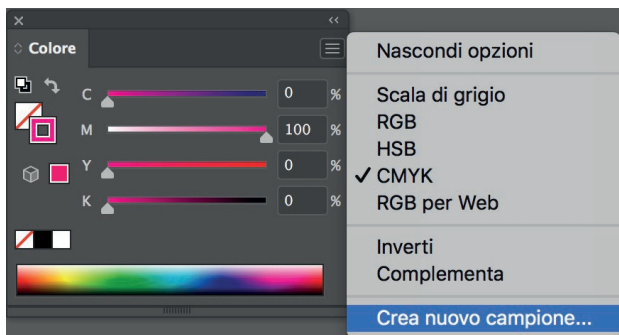 Colore
C 0 %
M 100 %
Y 0 %
K 0 %
Nascondi opzioni
Scala di grigio
RGB
HSB
CMYK
RGB per Web
Inverti
Complementa
Crea nuovo campione...